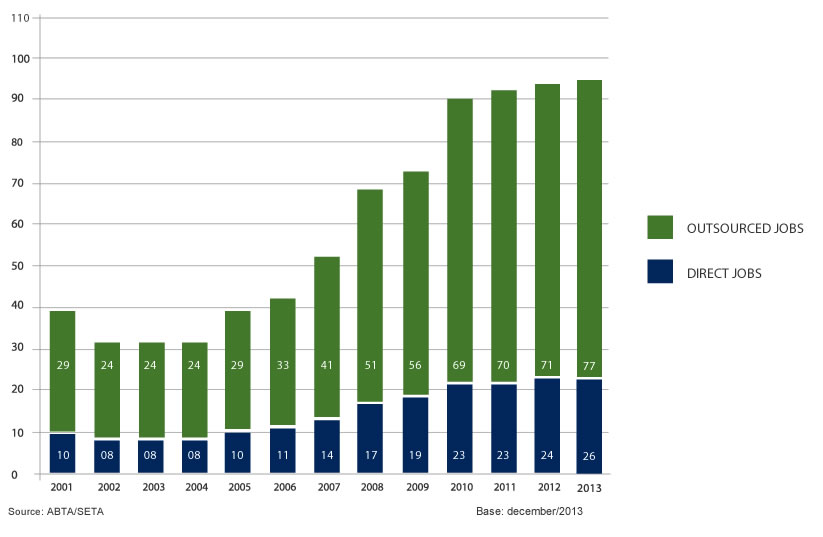 110
100
90
80
70
60
50
40
30
20
10
0
29 24 24 24 29 33 41 51 56 69 70 71 77
10 08 08 08 10 11 14 17 19 23 23 24 26
2001 2002 2003 2004 2005 2006 2007 2008 2009 2010 2011 2012 2013
OUTSOURCED JOBS
DIRECT JOBS
Source: ABTA/SETA
Base: december/2013